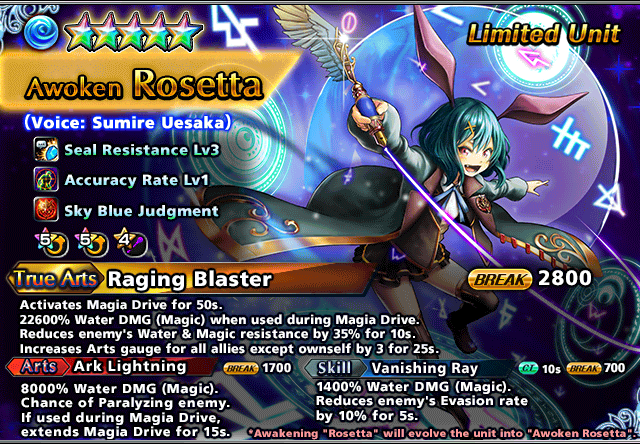 Limited Unit
Awoken Rosetta
(Voice: Sumire Uesaka)
Seal Resistance Lv3
Accuracy Rate Lv1
Sky Blue Judgment
5 5 4
True Arts Raging Blaster BREAK 2800
Activates Magia Drive for 50s.
22600% Water DMG (Magic) when used during Magia Drive.
Reduces enemy's Water & Magic resistance by 35% for 10s.
Increases Arts gauge for all allies except ownself by 3 for 25s.
Arts Ark Lightning BREAK 1700
8000% Water DMG (Magic).
Chance of Paralyzing enemy.
If used during Magia Drive,
extends Magia Drive for 15s.
Skill Vanishing Ray CT 10s BREAK 700
1400% Water DMG (Magic).
Reduces enemy's Evasion rate
by 10% for 5s.
*Awakening "Rosetta" will evolve the unit into "Awoken Rosetta".